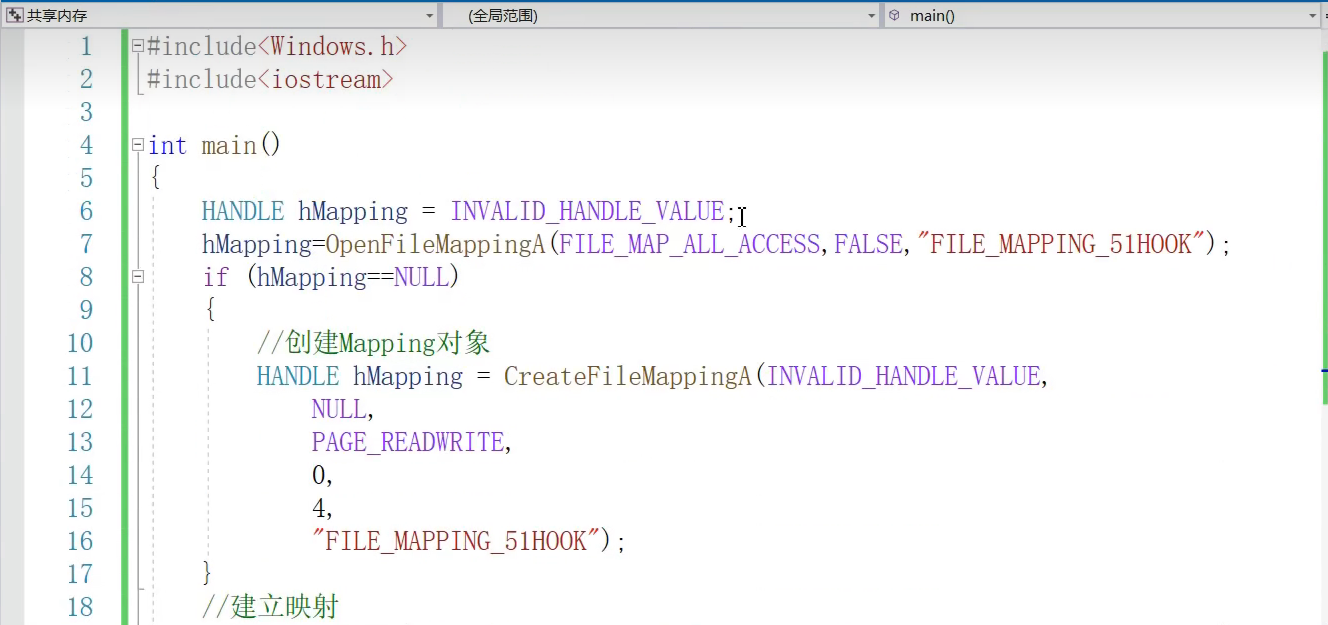 共享内存 (全局范围) main()
1 #include<Windows.h>
2 #include<iostream>
3
4 int main()
5 {
6 HANDLE hMapping = INVALID_HANDLE_VALUE;
7 hMapping=OpenFileMappingA(FILE_MAP_ALL_ACCESS,FALSE,"FILE_MAPPING_51HOOK");
8 if (hMapping==NULL)
9 {
10 //创建Mapping对象
11 HANDLE hMapping = CreateFileMappingA(INVALID_HANDLE_VALUE,
12 NULL,
13 PAGE_READWRITE,
14 0,
15 4,
16 "FILE_MAPPING_51HOOK");
17 }
18 //建立映射